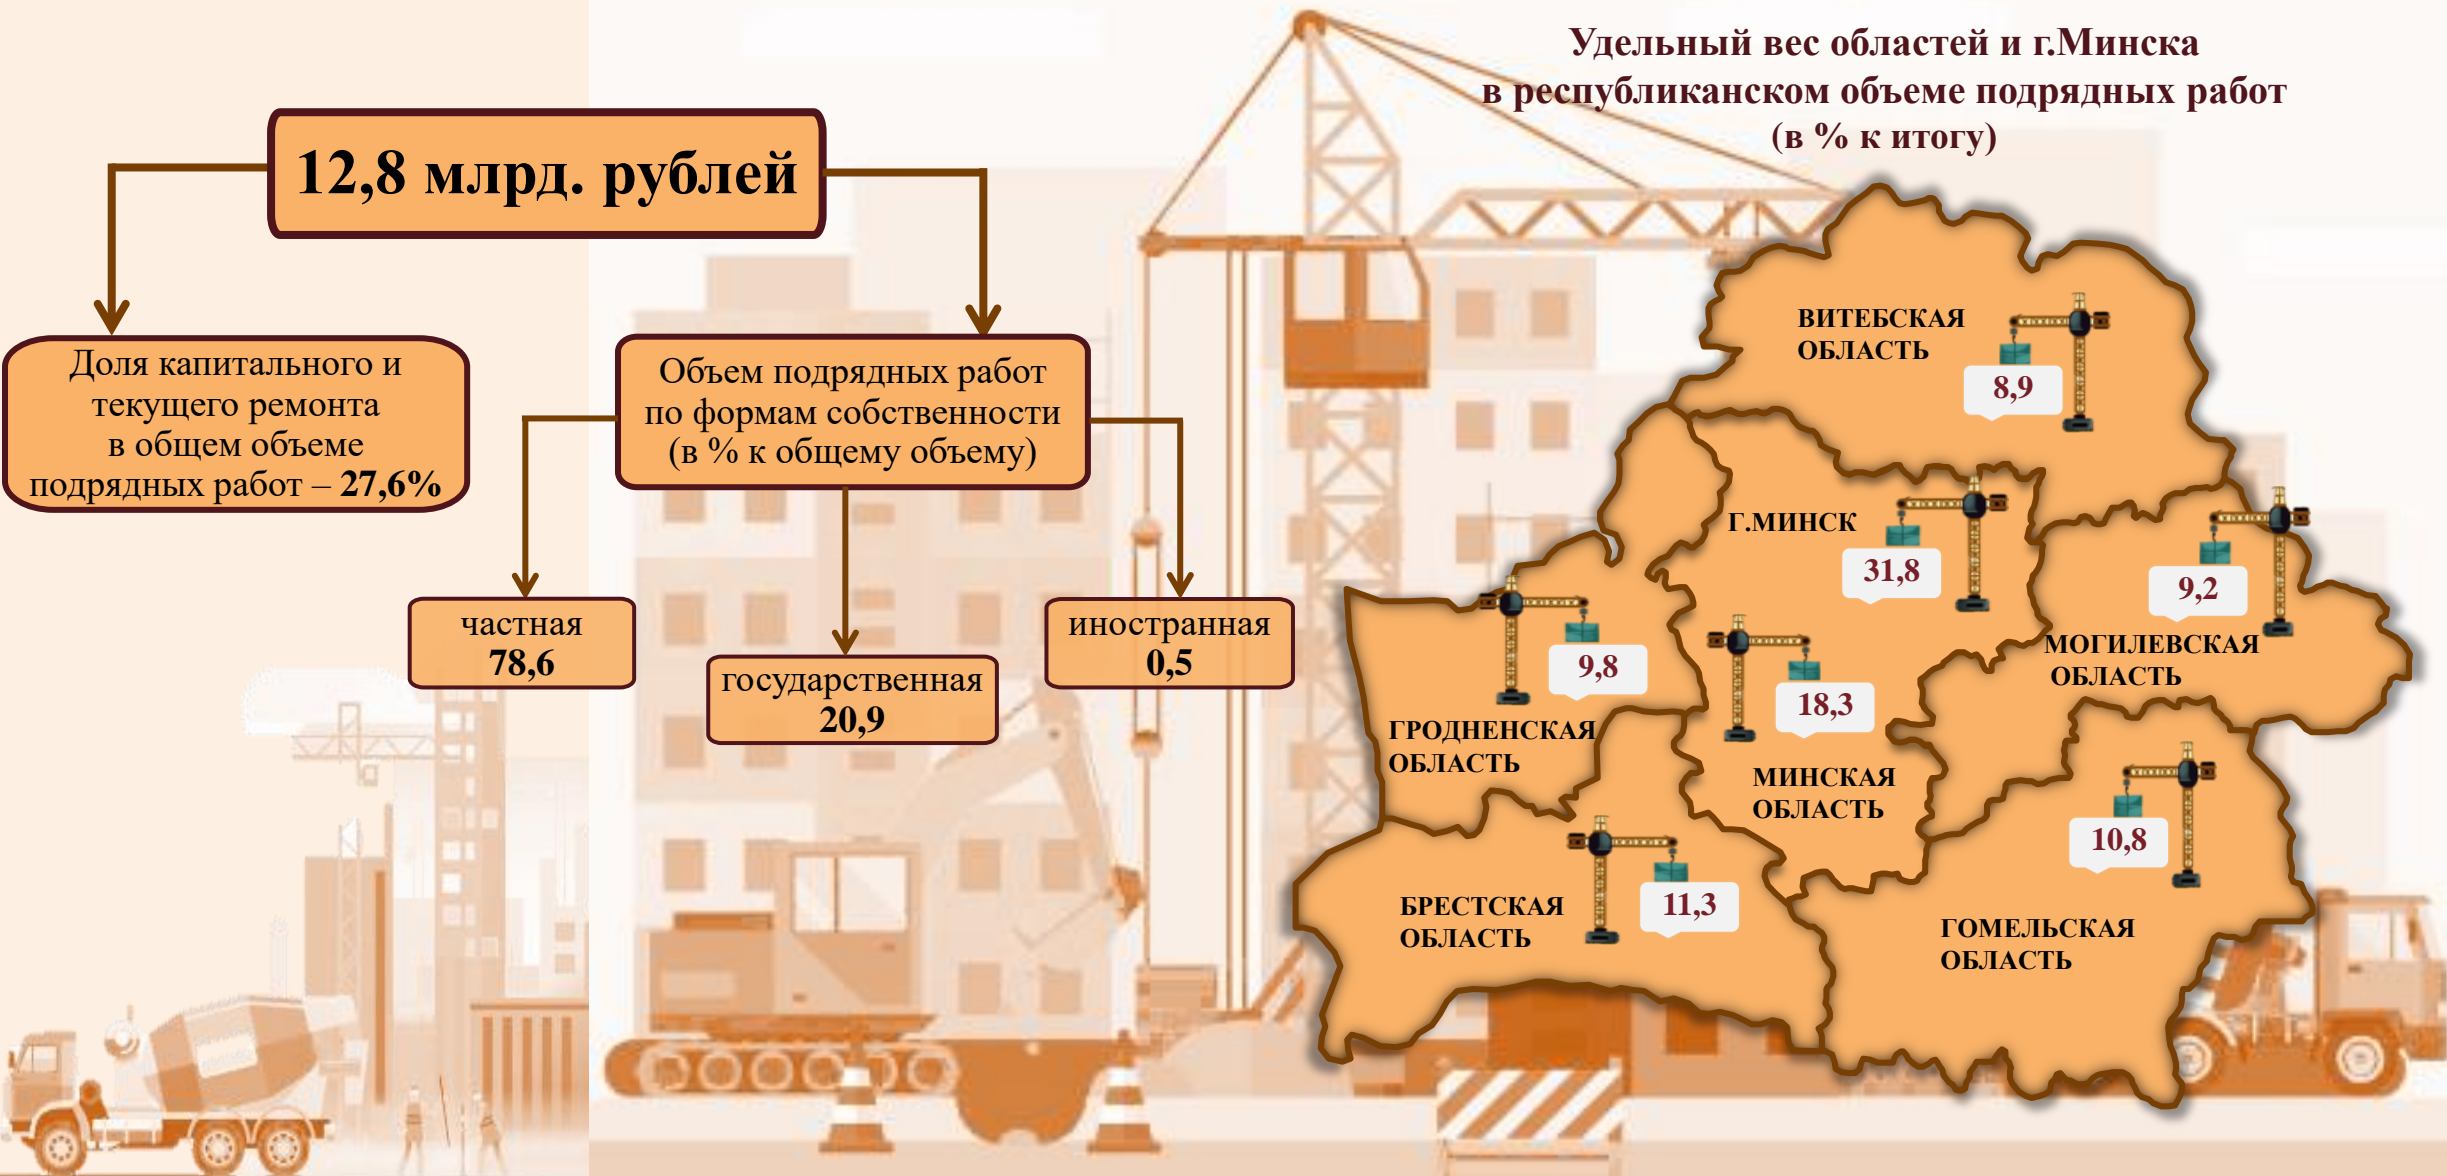 Удельный вес областей и г.Минска
в республиканском объеме подрядных работ
(в % к итогу)
12,8 млрд. рублей
Доля капитального и
текущего ремонта
в общем объеме
подрядных работ – 27,6%
Объем подрядных работ
по формам собственности
(в % к общему объему)
частная
78,6
государственная
20,9
иностранная
0,5
ВИТЕБСКАЯ
ОБЛАСТЬ
8,9
Г.МИНСК
31,8
9,2
МОГИЛЕВСКАЯ
ОБЛАСТЬ
9,8
ГРОДНЕНСКАЯ
ОБЛАСТЬ
18,3
МИНСКАЯ
ОБЛАСТЬ
10,8
ГОМЕЛЬСКАЯ
ОБЛАСТЬ
11,3
БРЕСТСКАЯ
ОБЛАСТЬ